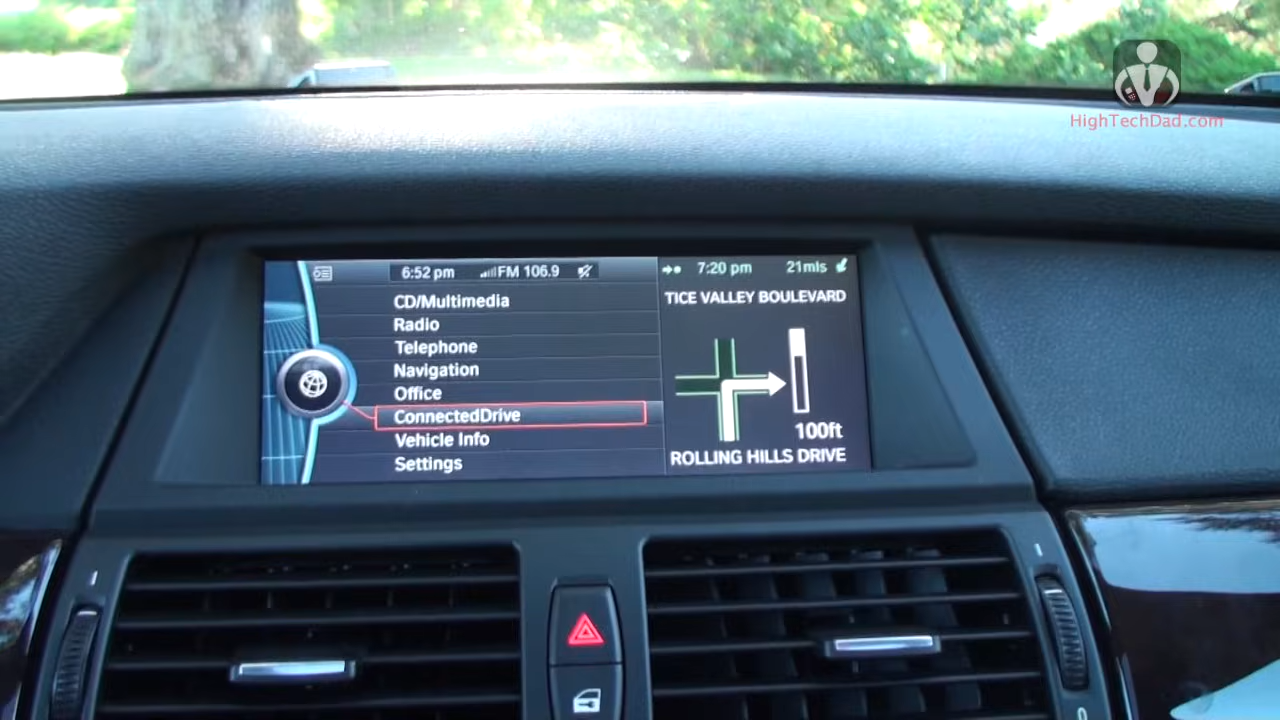 HighTechDad.com
6:52 pm FM 106.9
CD/Multimedia
Radio
Telephone
Navigation
Office
ConnectedDrive
Vehicle Info
Settings
7:20 pm 21mls
TICE VALLEY BOULEVARD
100ft
ROLLING HILLS DRIVE
0